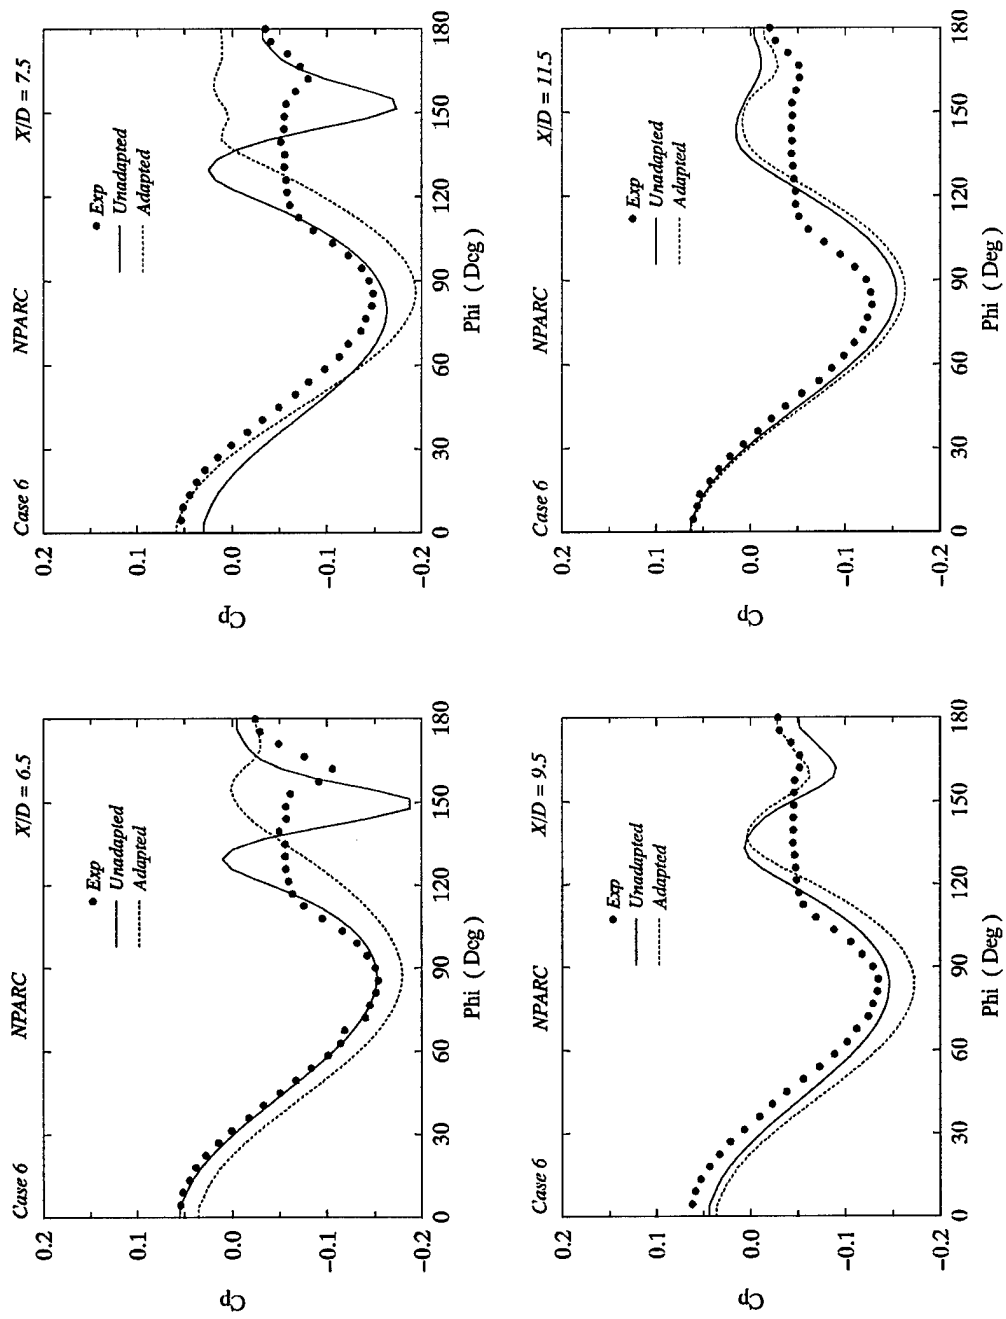 Case 6 NPARC X/D = 6.5
Exp
Unadapted
Adapted
0.2
0.1
0.0
−0.1
−0.2
Cp
0 30 60 90 120 150 180
Phi ( Deg )
Case 6 NPARC X/D = 7.5
Exp
Unadapted
Adapted
0.2
0.1
0.0
−0.1
−0.2
Cp
0 30 60 90 120 150 180
Phi ( Deg )
Case 6 NPARC X/D = 9.5
Exp
Unadapted
Adapted
0.2
0.1
0.0
−0.1
−0.2
Cp
0 30 60 90 120 150 180
Phi ( Deg )
Case 6 NPARC X/D = 11.5
Exp
Unadapted
Adapted
0.2
0.1
0.0
−0.1
−0.2
Cp
0 30 60 90 120 150 180
Phi ( Deg )